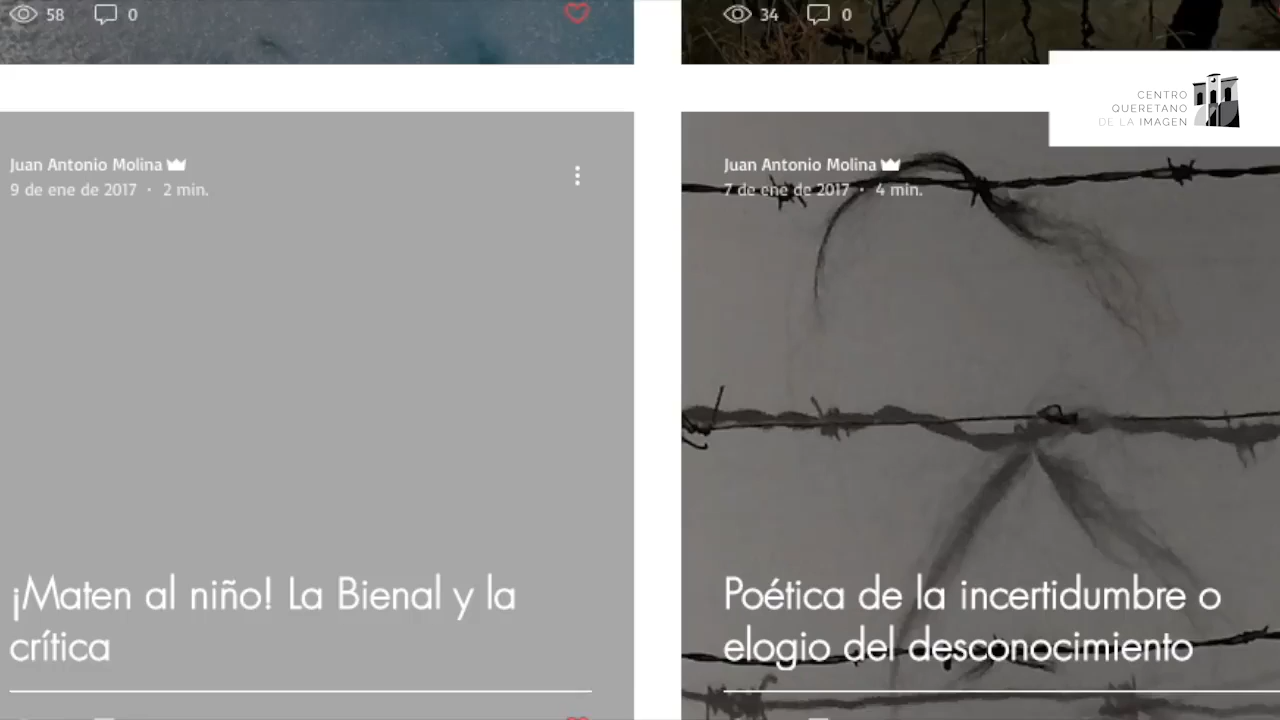 58 0
34 0
CENTRO
QUERETANO
DE LA IMAGEN
Juan Antonio Molina
9 de ene de 2017 · 2 min.
¡Maten al niño! La Bienal y la
crítica
Juan Antonio Molina
7 de ene de 2017 · 4 min.
Poética de la incertidumbre o
elogio del desconocimiento